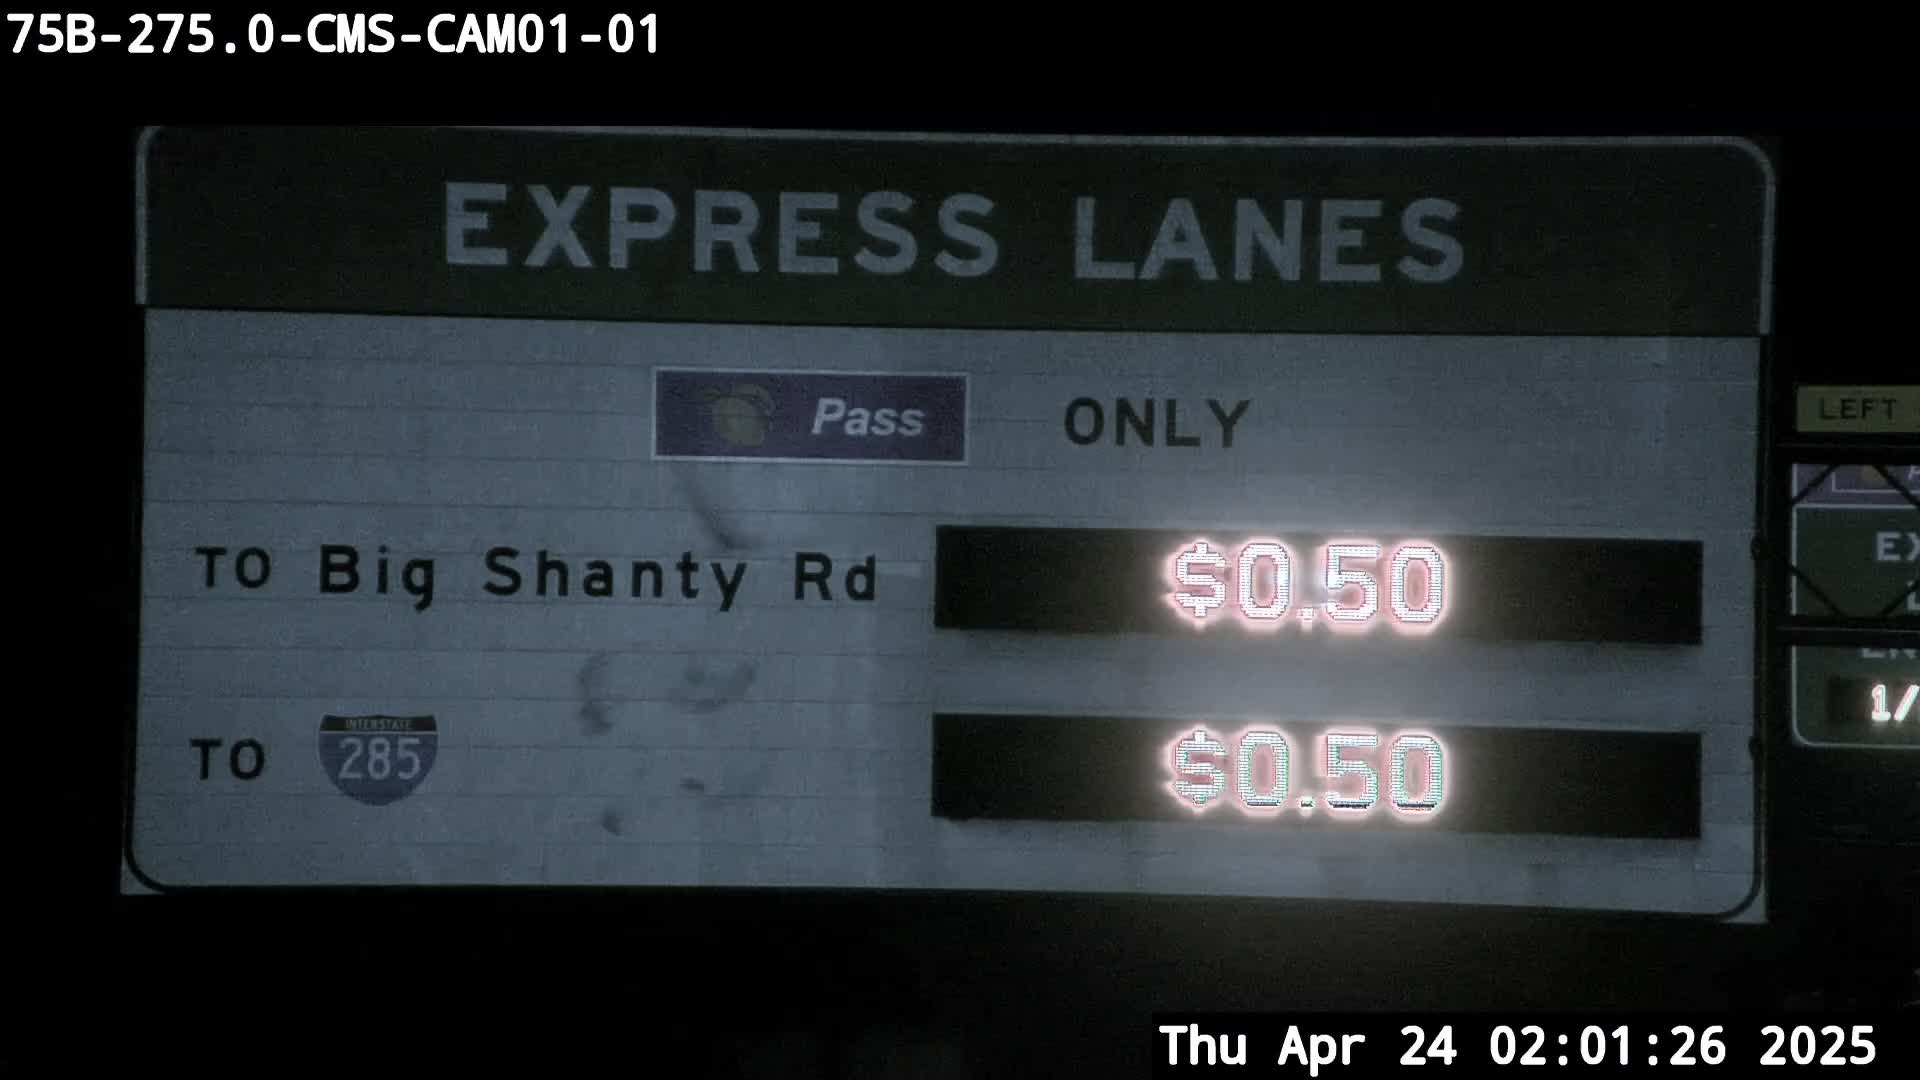 75B-275.0-CMS-CAM01-01
EXPRESS LANES
Pass ONLY
TO Big Shanty Rd $0.50
TO INTERSTATE 285 $0.50
LEFT
1/
Thu Apr 24 02:01:26 2025